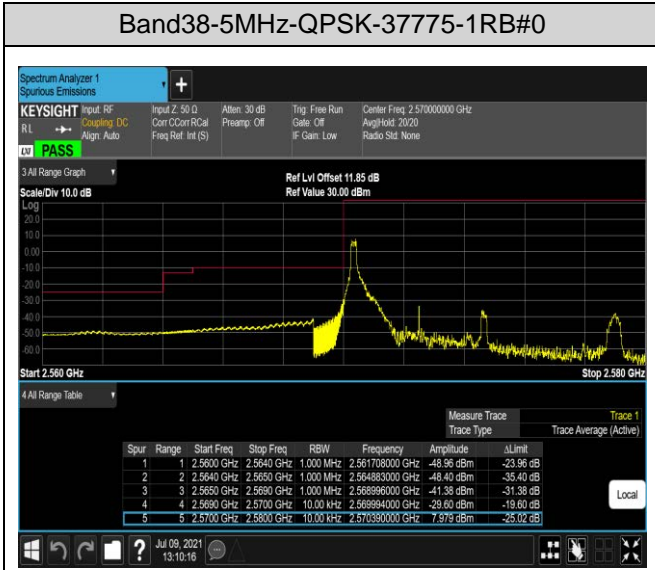 Band38-5MHz-QPSK-37775-1RB#0
Spectrum Analyzer 1
Spurious Emissions
+
KEYSIGHT Input: RF Input Z: 50 Ω Atten: 30 dB Trig: Free Run Center Freq: 2.570000000 GHz
RL Coupling: DC Corr CCorr RCal Preamp: Off Gate: Off Avg|Hold: 20/20
Align: Auto Freq Ref: Int (S) IF Gain: Low Radio Std: None
LXI PASS
3 All Range Graph
Ref Lvl Offset 11.85 dB
Scale/Div 10.0 dB Ref Value 30.00 dBm
Log
20.0
10.0
0.00
-10.0
-20.0
-30.0
-40.0
-50.0
-60.0
Start 2.560 GHz Stop 2.580 GHz
4 All Range Table
Measure Trace Trace 1
Trace Type Trace Average (Active)
Spur Range Start Freq Stop Freq RBW Frequency Amplitude ΔLimit
1 1 2.5600 GHz 2.5640 GHz 1.000 MHz 2.561708000 GHz -48.96 dBm -23.96 dB
2 2 2.5640 GHz 2.5650 GHz 1.000 MHz 2.564883000 GHz -48.40 dBm -35.40 dB
3 3 2.5650 GHz 2.5690 GHz 1.000 MHz 2.568996000 GHz -41.38 dBm -31.38 dB
4 4 2.5690 GHz 2.5700 GHz 10.00 kHz 2.569994000 GHz -29.60 dBm -19.60 dB
5 5 2.5700 GHz 2.5800 GHz 10.00 kHz 2.570390000 GHz 7.979 dBm -25.02 dB
Local
? Jul 09, 2021
13:10:16